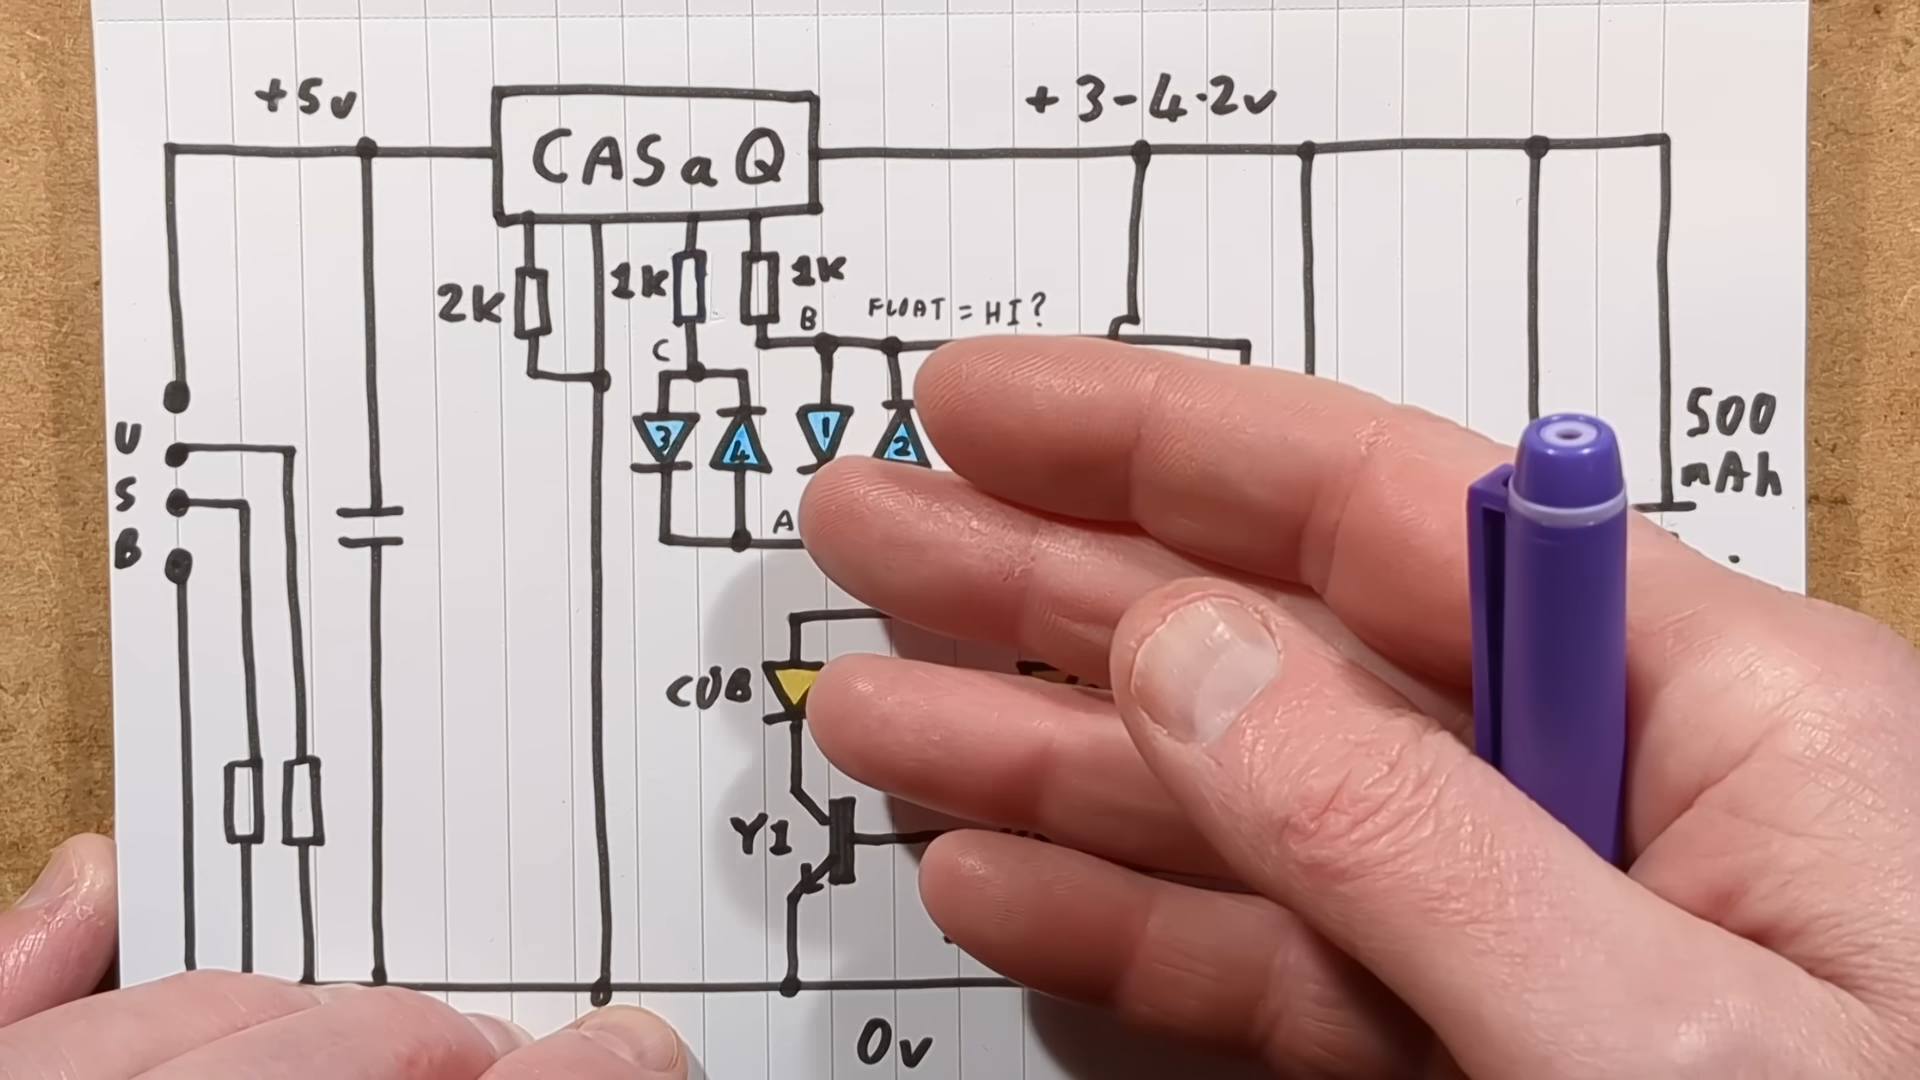 +5v
CASaQ
+3-4.2v
2K
1K
1K
B
FLOAT = HI?
C
3
4
1
2
A
U
S
B
500
mAh
CUB
Y1
0v